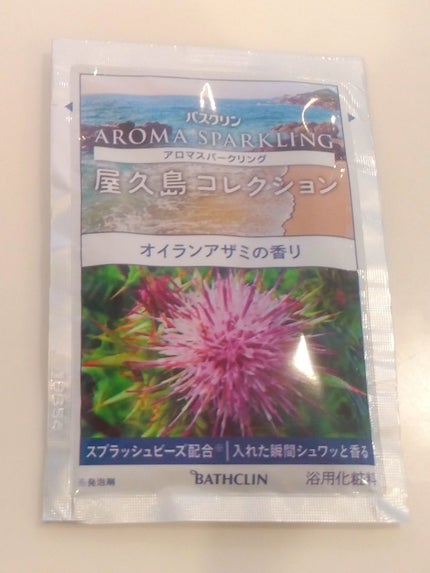 バスクリン
AROMA SPARKLING
アロマスパークリング
屋久島コレクション
オイランアザミの香り
スプラッシュビーズ配合※ 入れた瞬間シュワッと香る
※発泡剤 BATHCLIN 浴用化粧料